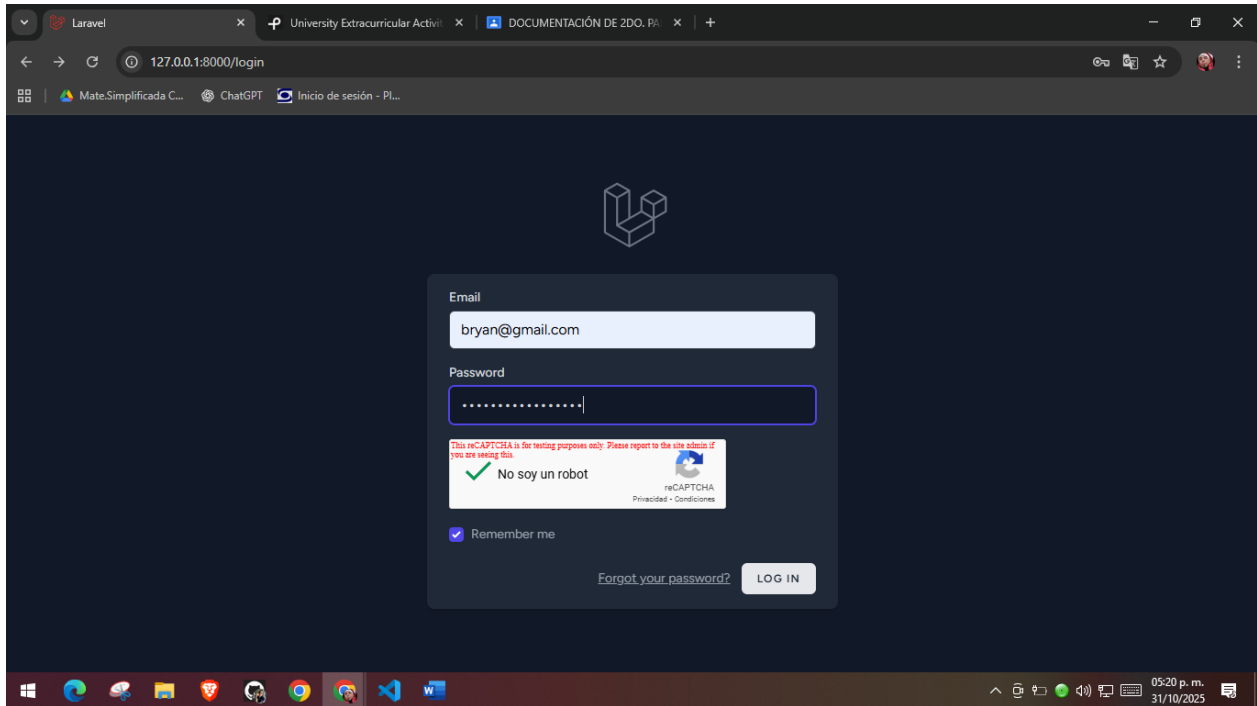 Laravel
University Extracurricular Activit
DOCUMENTACIÓN DE 2DO. PA
127.0.0.1:8000/login
Mate.Simplificada C...
ChatGPT
Inicio de sesión - Pl...
Email
bryan@gmail.com
Password
•••••••••••••••••
This reCAPTCHA is for testing purposes only. Please report to the site admin if
you are seeing this.
No soy un robot
reCAPTCHA
Privacidad - Condiciones
Remember me
Forgot your password?
LOG IN
05:20 p. m.
31/10/2025